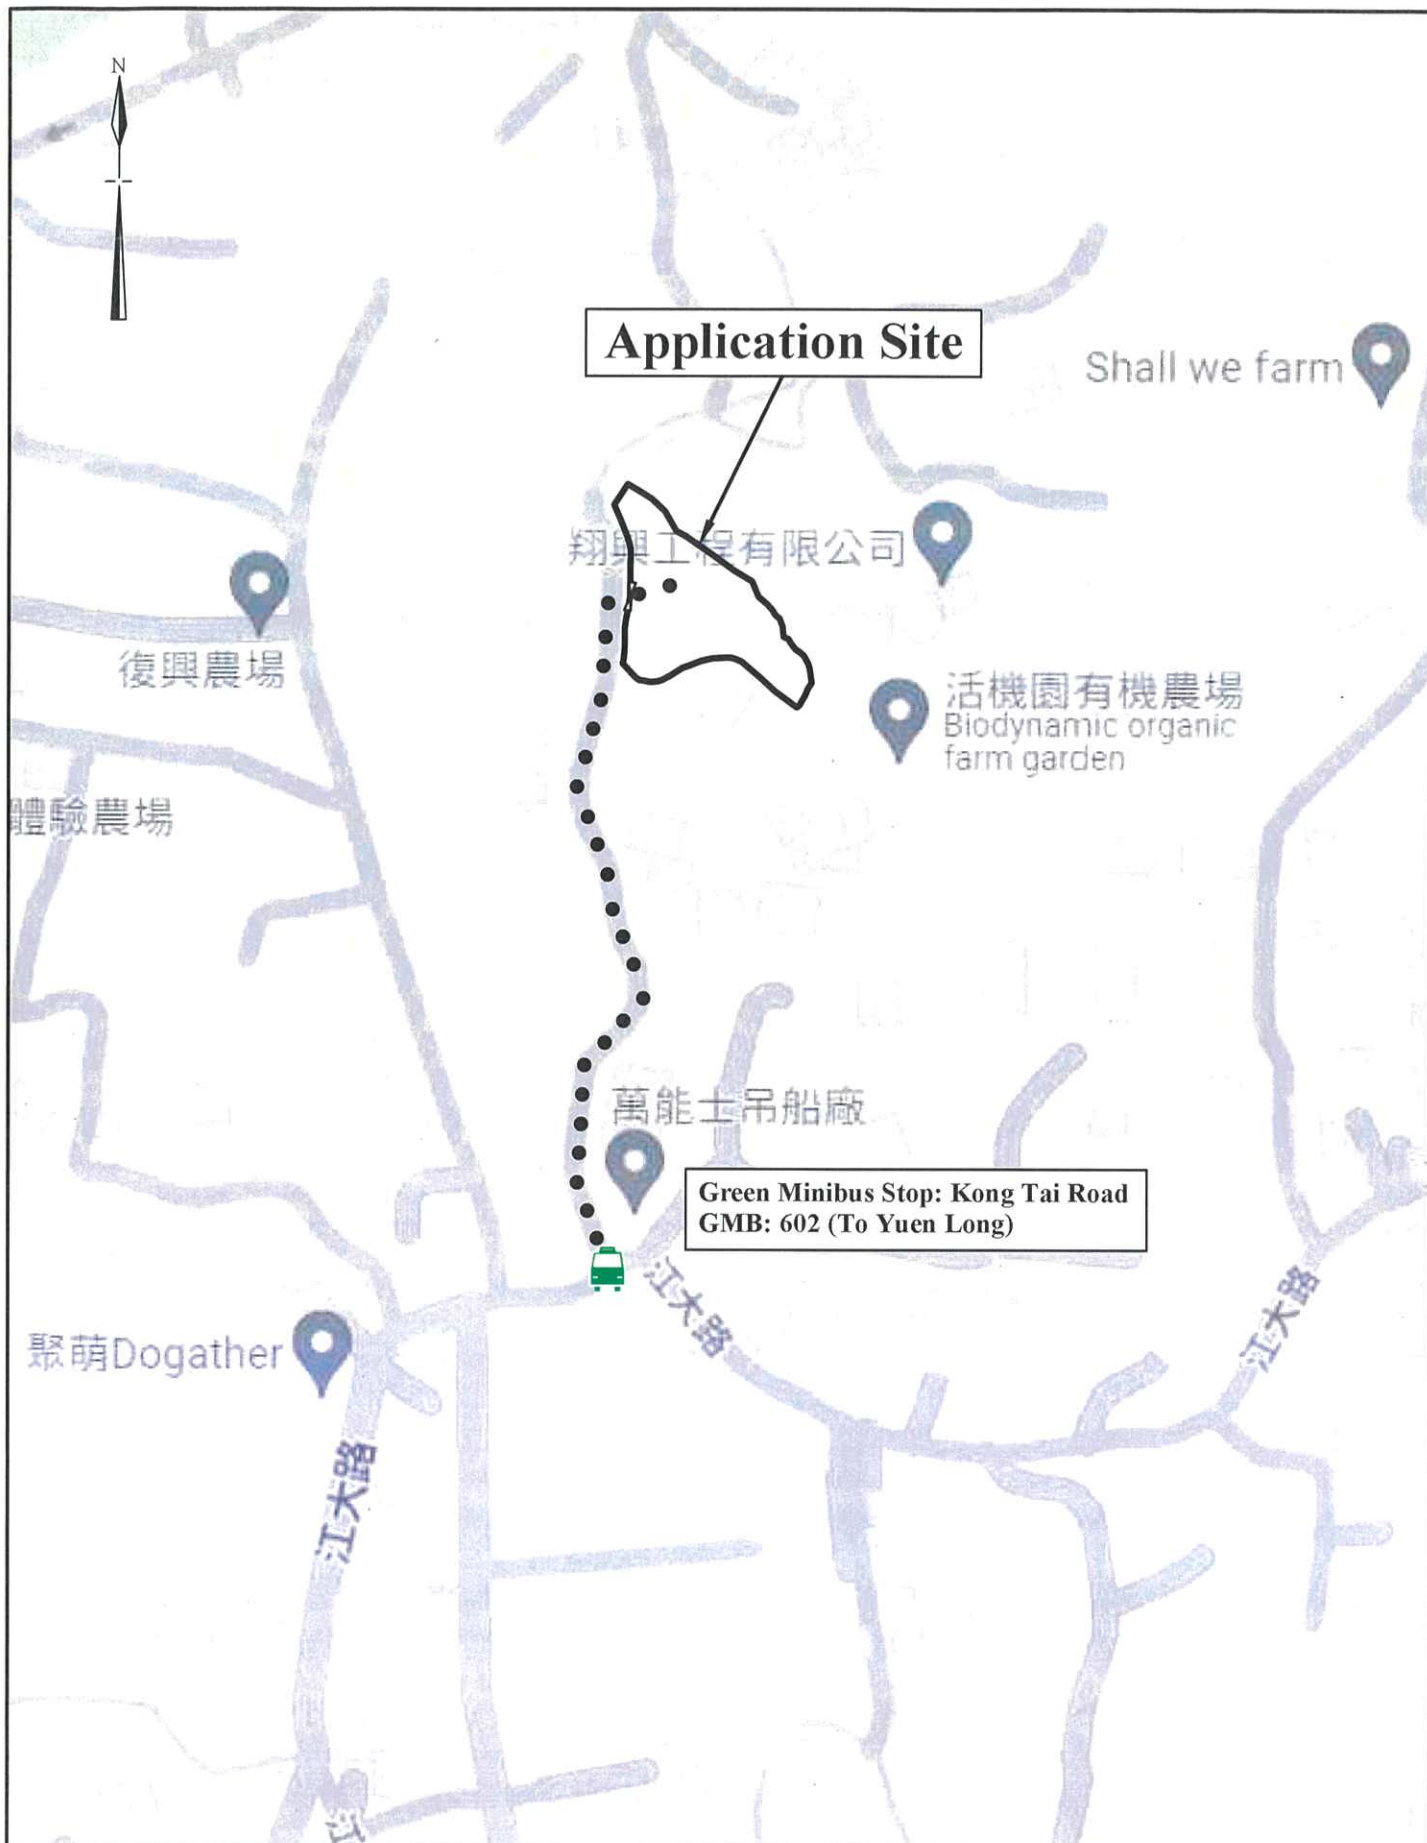 N
Application Site
Shall we farm
翔興工程有限公司
復興農場
活機園有機農場
Biodynamic organic
farm garden
體驗農場
萬能士吊船廠
Green Minibus Stop: Kong Tai Road
GMB: 602 (To Yuen Long)
江大路
江大路
聚萌Dogather
江大路
江